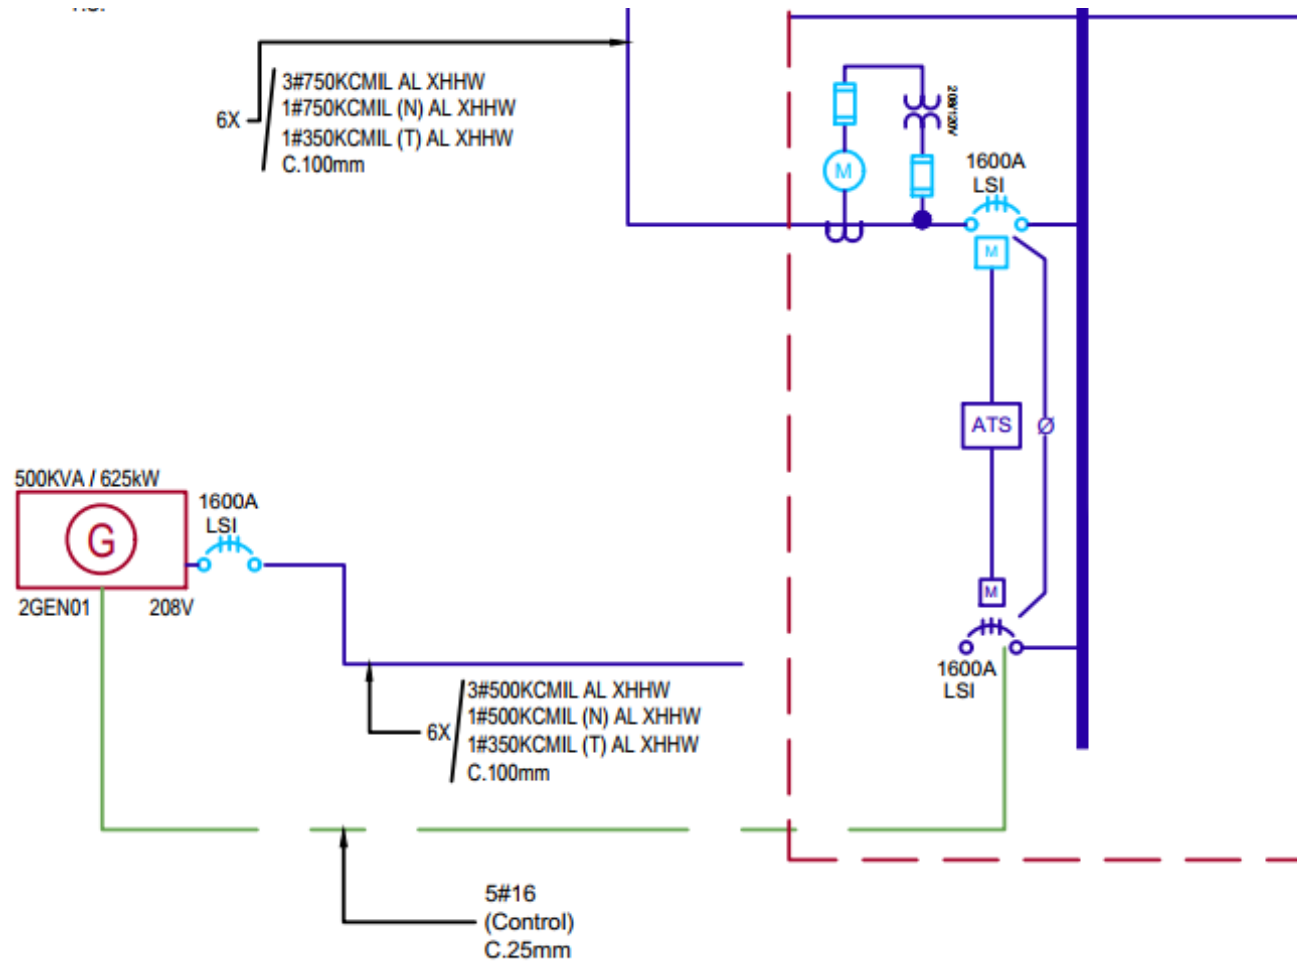 3#750KCMIL AL XHHW
6X
1#750KCMIL (N) AL XHHW
1#350KCMIL (T) AL XHHW
C.100mm
208/120V
M
1600A
LSI
M
ATS
Ø
500KVA / 625kW
1600A
LSI
G
2GEN01
208V
M
1600A
LSI
3#500KCMIL AL XHHW
6X
1#500KCMIL (N) AL XHHW
1#350KCMIL (T) AL XHHW
C.100mm
5#16
(Control)
C.25mm